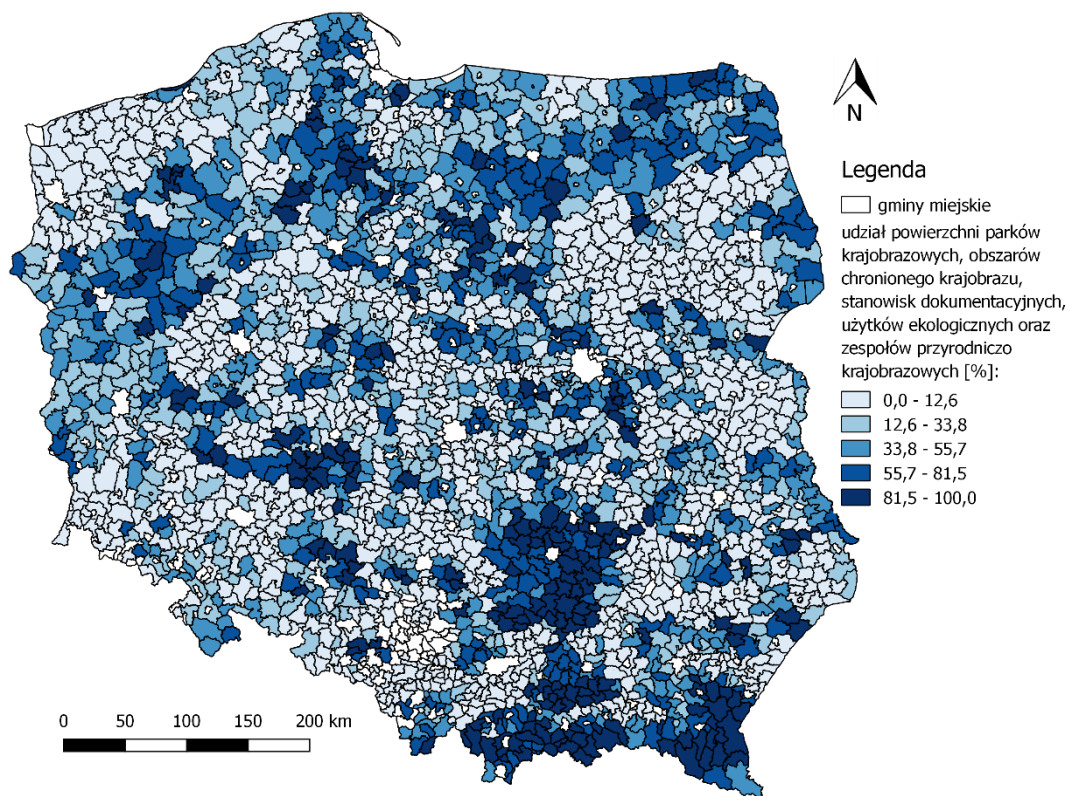 N
Legenda
gminy miejskie
udział powierzchni parków
krajobrazowych, obszarów
chronionego krajobrazu,
stanowisk dokumentacyjnych,
użytków ekologicznych oraz
zespołów przyrodniczo
krajobrazowych [%]:
0,0 - 12,6
12,6 - 33,8
33,8 - 55,7
55,7 - 81,5
81,5 - 100,0
0 50 100 150 200 km